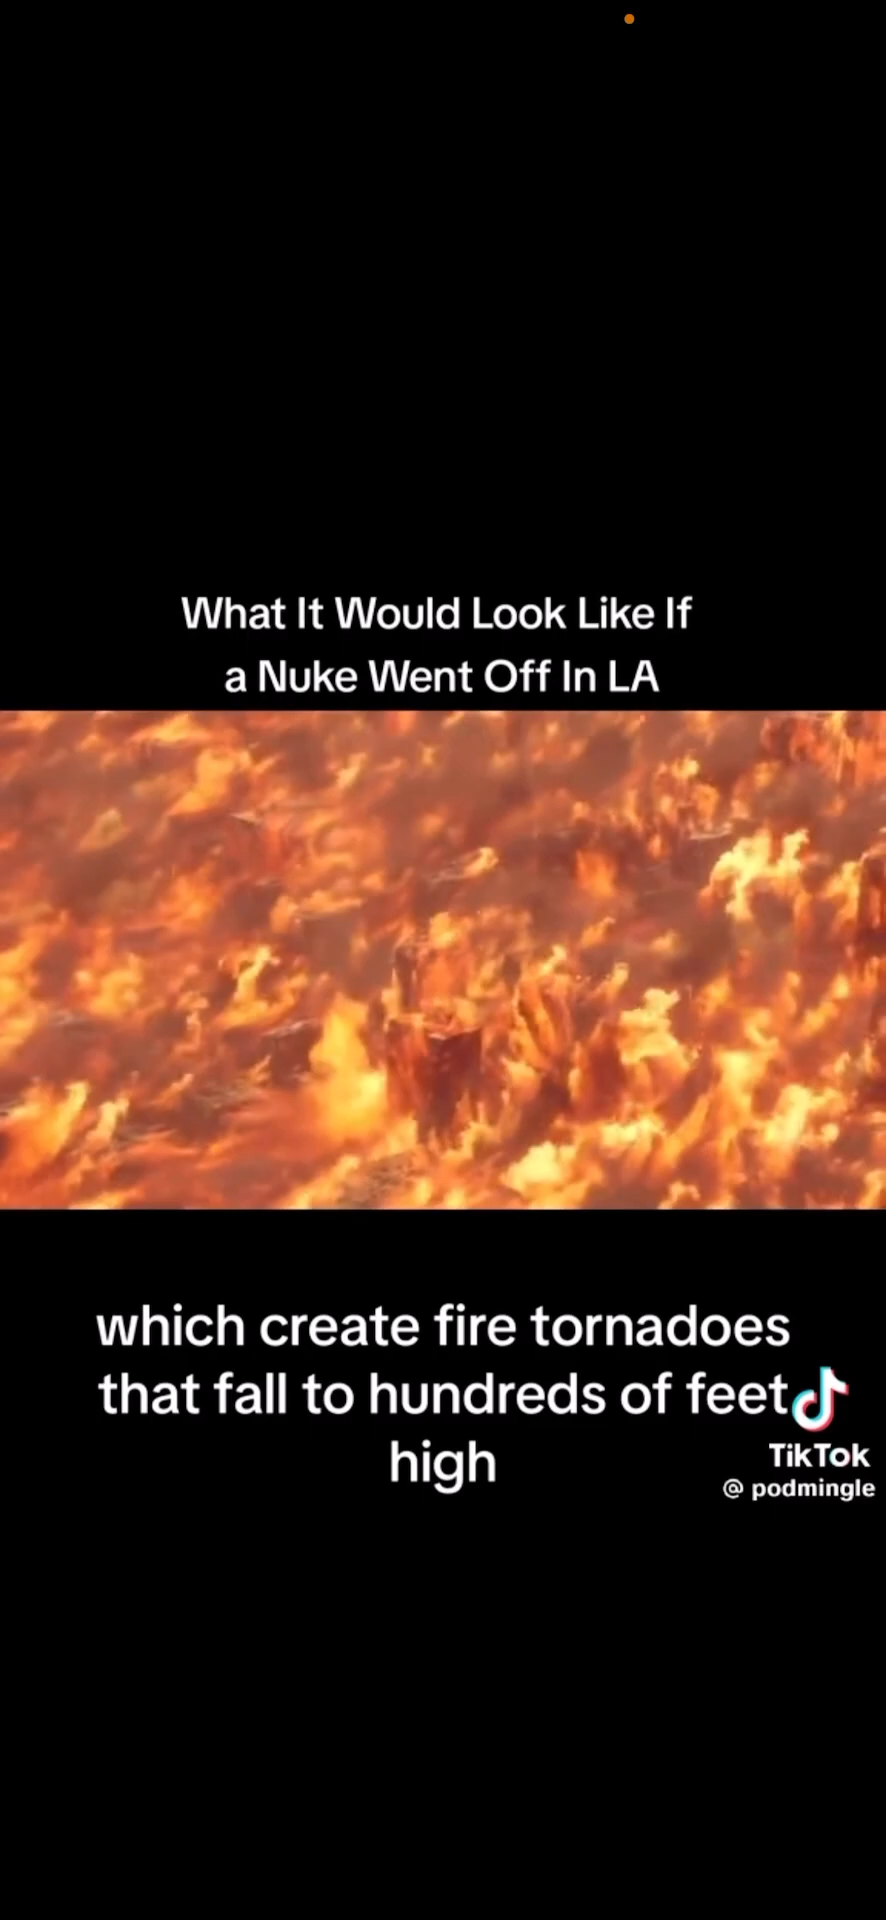 What It Would Look Like If
a Nuke Went Off In LA
which create fire tornadoes
that fall to hundreds of feet
high
TikTok
@ podmingle